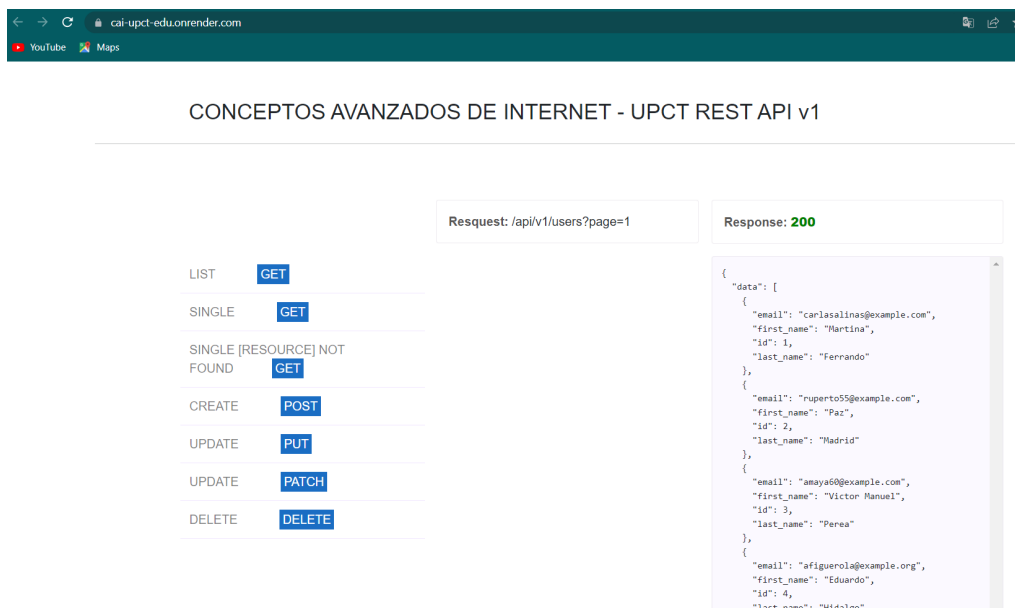 cai-upct-edu.onrender.com
YouTube Maps
CONCEPTOS AVANZADOS DE INTERNET - UPCT REST API v1
Resquest: /api/v1/users?page=1
Response: 200
LIST GET
SINGLE GET
SINGLE [RESOURCE] NOT
FOUND GET
CREATE POST
UPDATE PUT
UPDATE PATCH
DELETE DELETE
{
"data": [
{
"email": "carlasalinas@example.com",
"first_name": "Martina",
"id": 1,
"last_name": "Ferrando"
},
{
"email": "ruperto55@example.com",
"first_name": "Paz",
"id": 2,
"last_name": "Madrid"
},
{
"email": "amaya60@example.com",
"first_name": "Victor Manuel",
"id": 3,
"last_name": "Perea"
},
{
"email": "afiguerola@example.org",
"first_name": "Eduardo",
"id": 4,
"last_name": "Hidalgo"